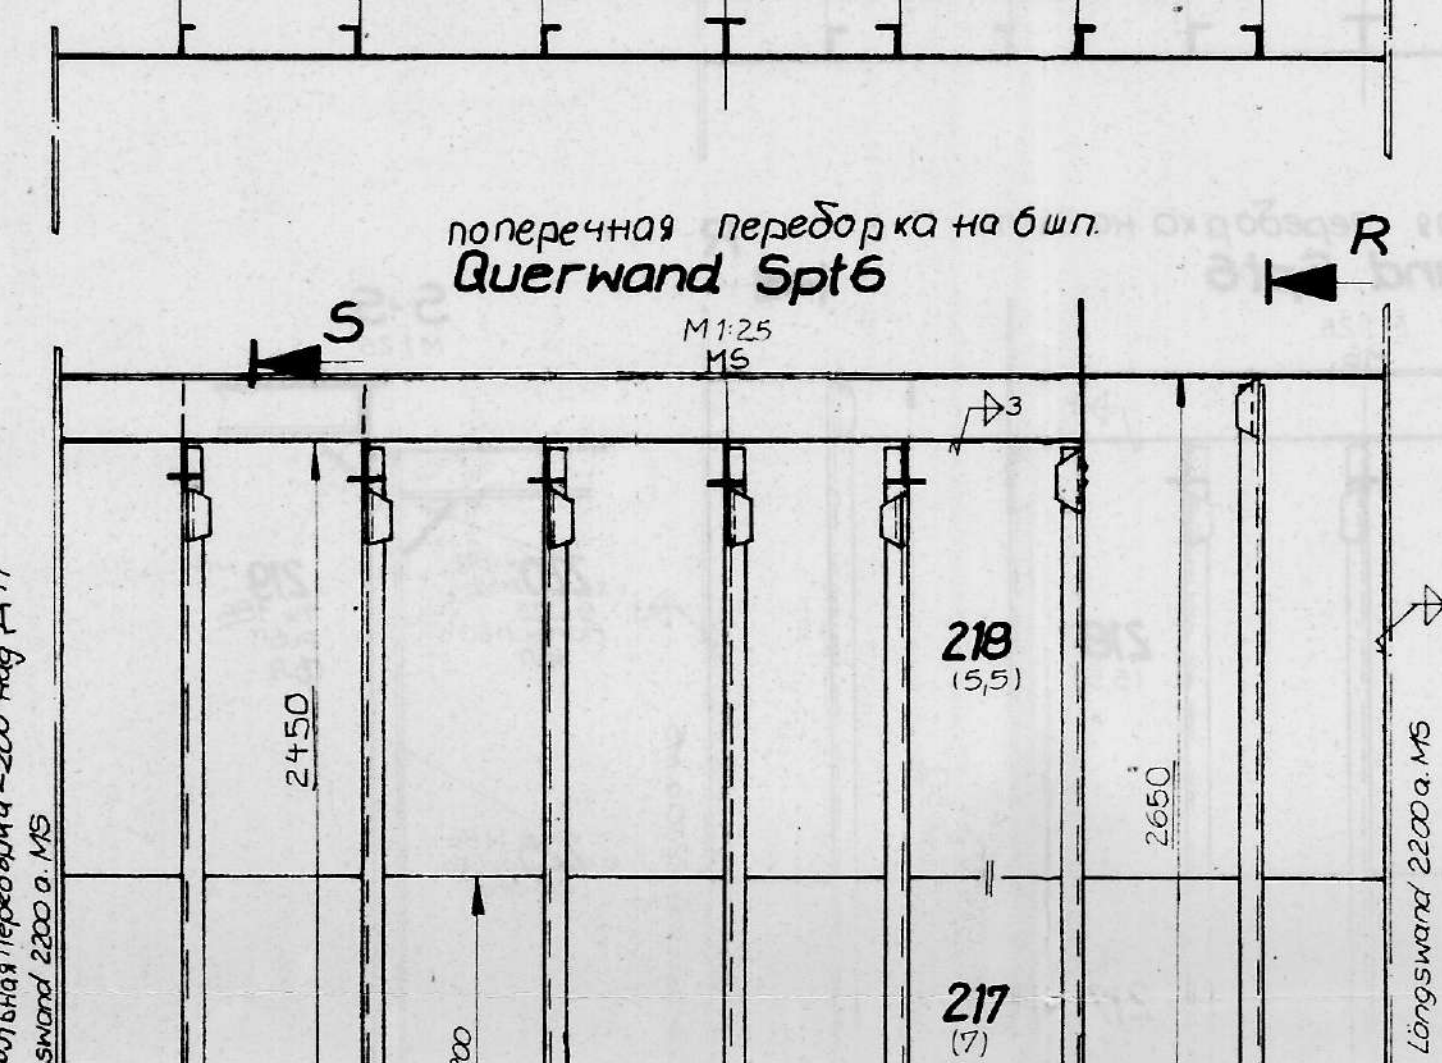 поперечная переборка на 6 шп.
R
Querwand Spt6
S
M 1:25
MS
3
218
(5,5)
2450
2650
217
(7)
Längswand 2200 a. MS
2200 a. MS